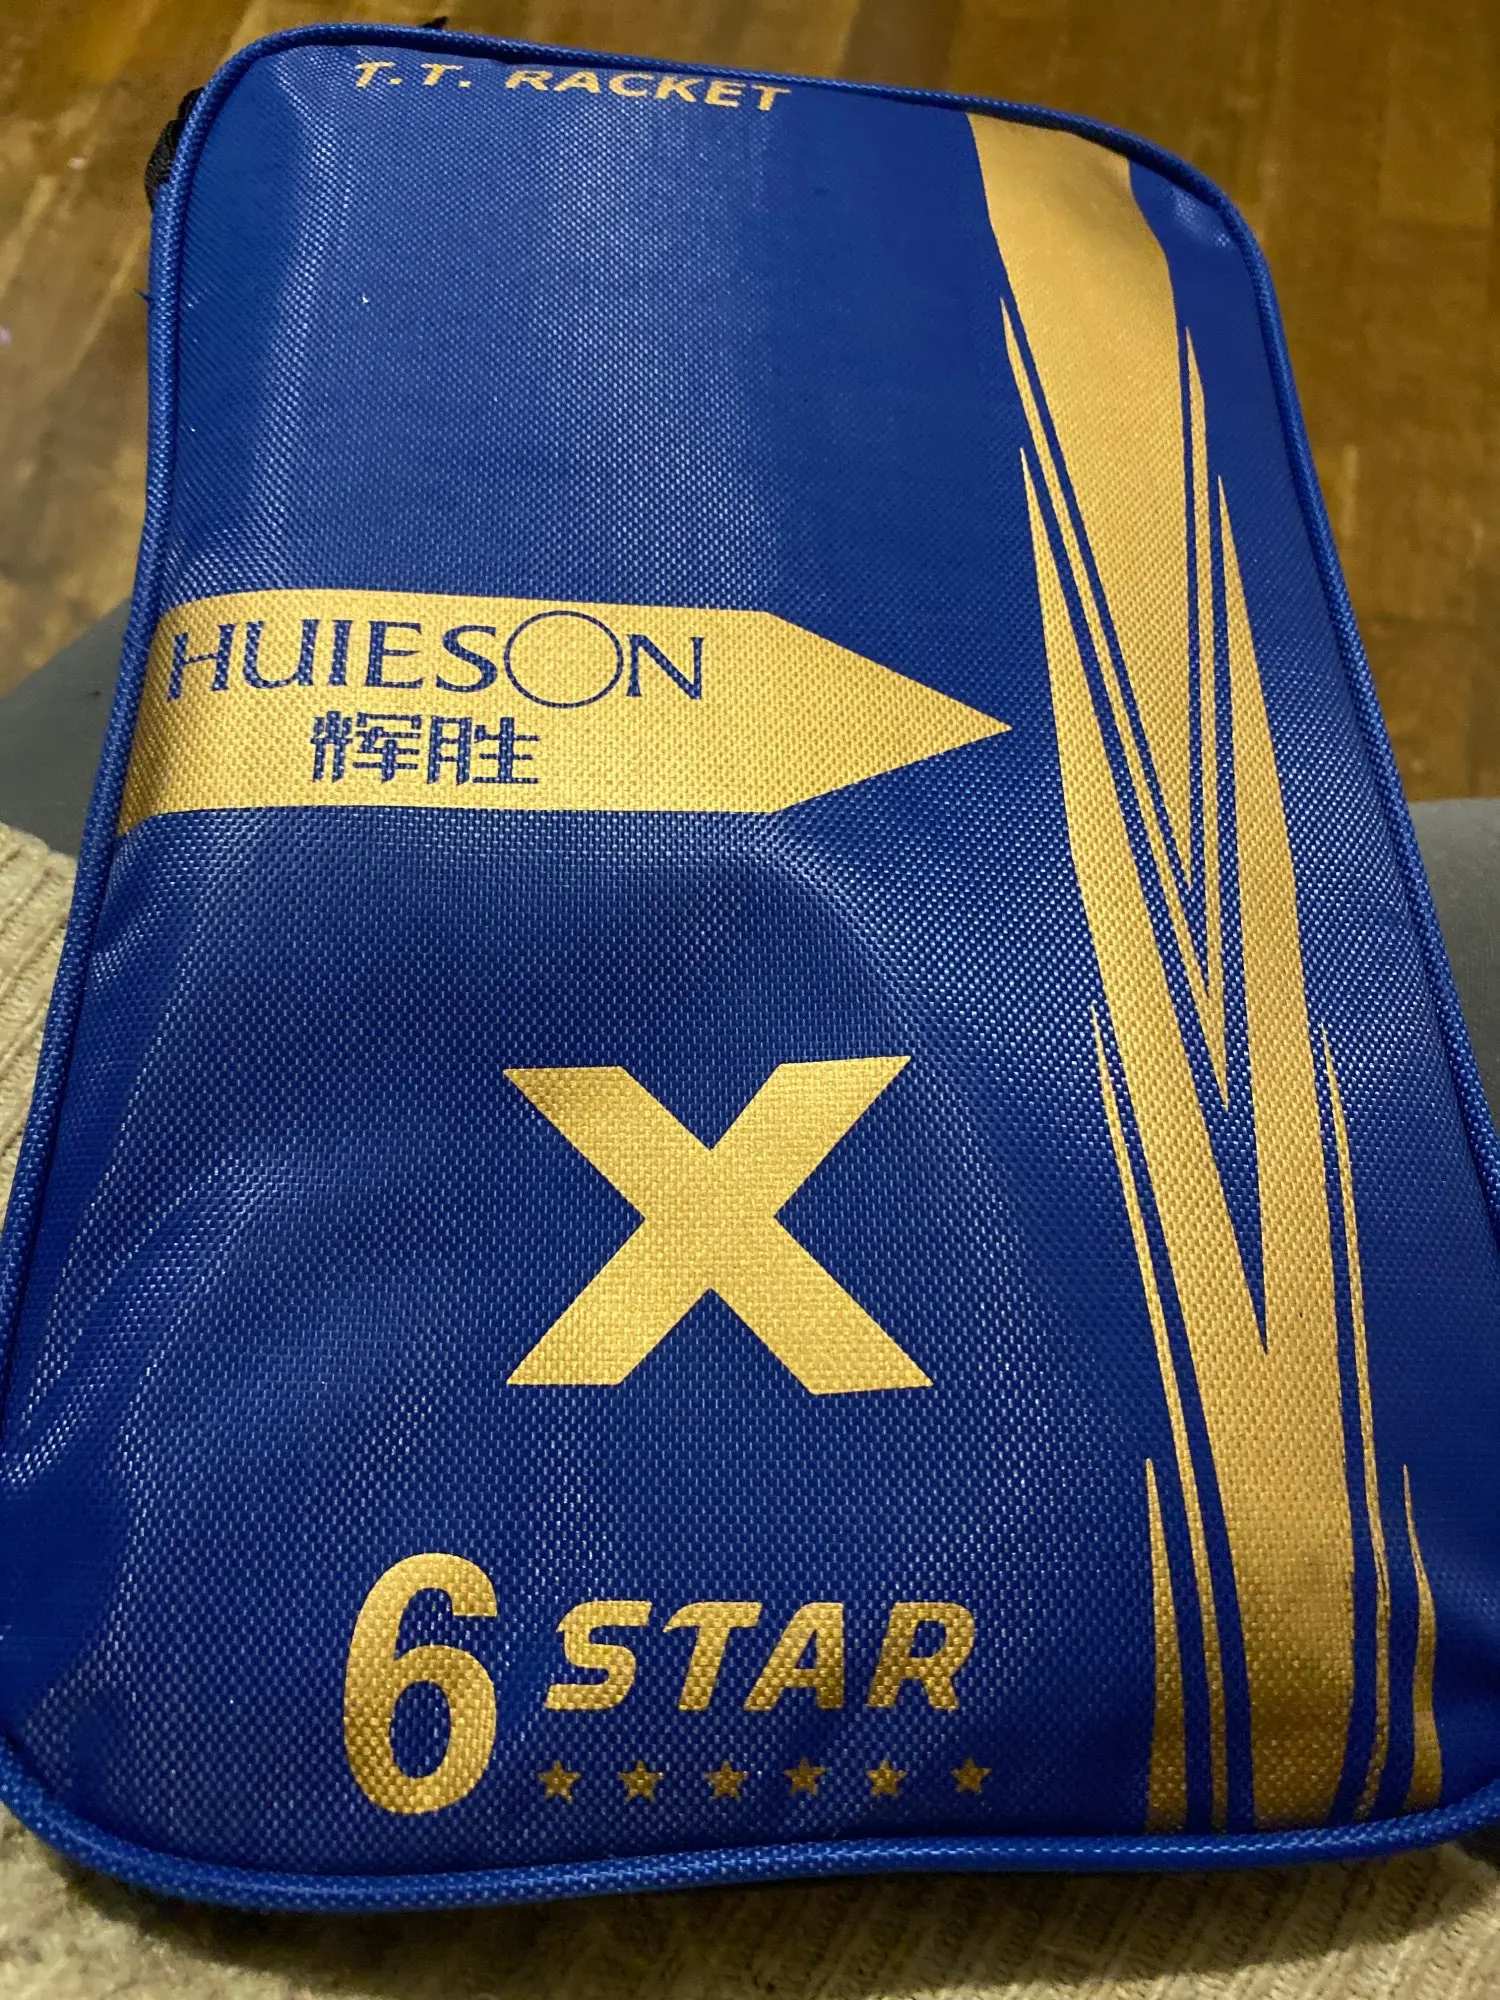 T.T. RACKET
HUIESON
辉胜
X
6 STAR